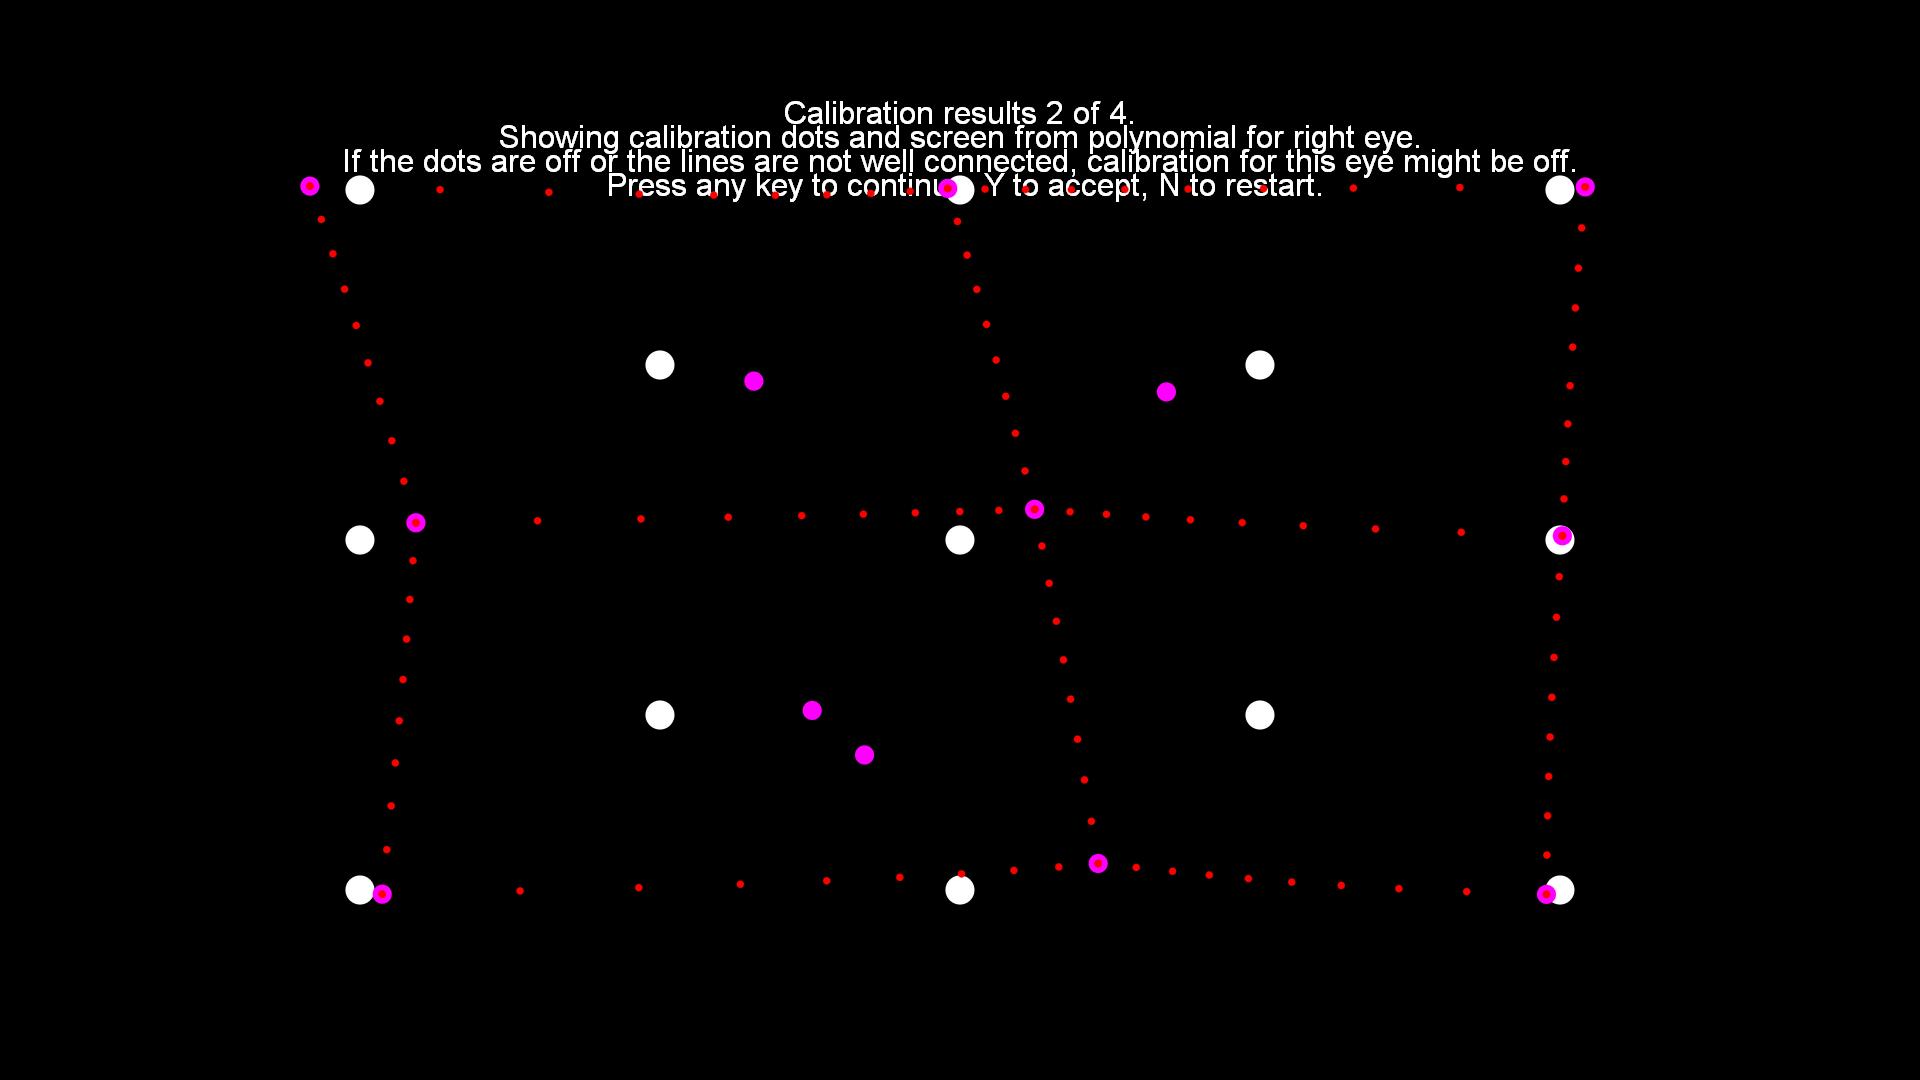 Calibration results 2 of 4.
Showing calibration dots and screen from polynomial for right eye.
If the dots are off or the lines are not well connected, calibration for this eye might be off.
Press any key to continu Y to accept, N to restart.